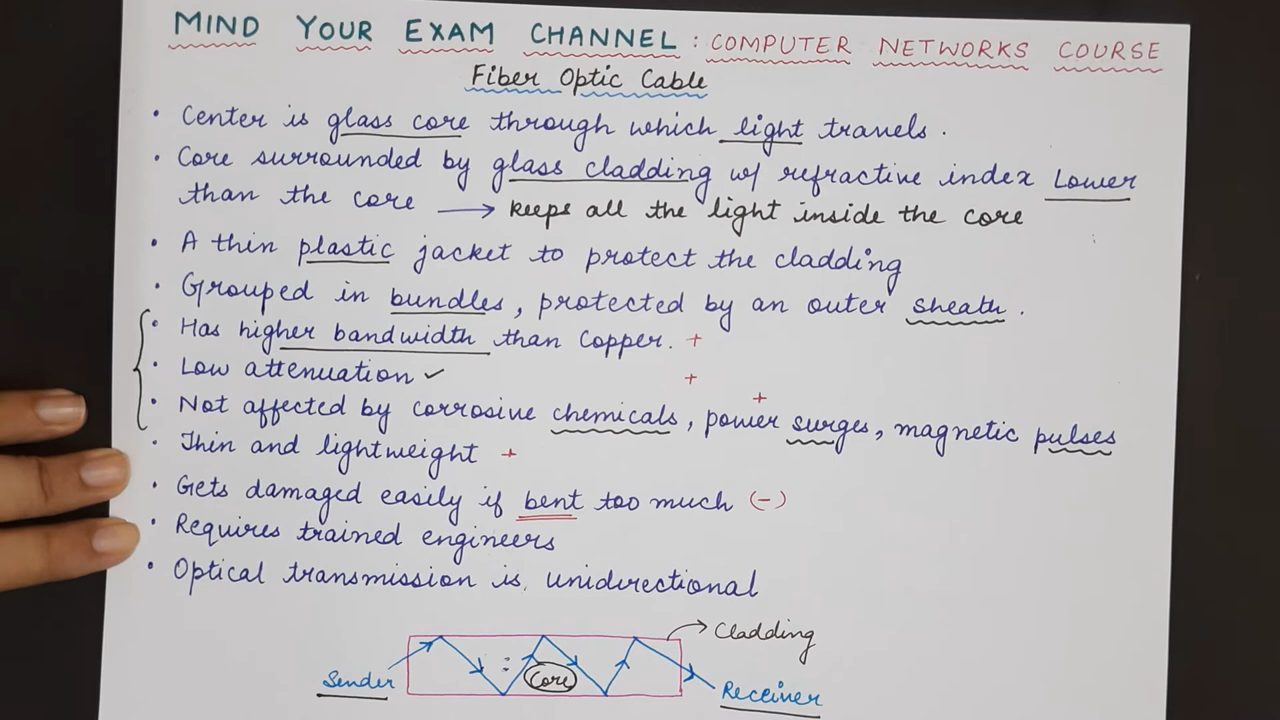 MIND YOUR EXAM CHANNEL : COMPUTER NETWORKS COURSE
Fiber Optic Cable
• Center is glass core through which light travels.
• Core surrounded by glass cladding w/ refractive index Lower
than the core → keeps all the light inside the core
• A thin plastic jacket to protect the cladding
• Grouped in bundles, protected by an outer sheath.
• Has higher bandwidth than Copper. +
• Low attenuation ✓ +
• Not affected by corrosive chemicals, power surges, magnetic pulses +
• Thin and lightweight +
• Gets damaged easily if bent too much (-)
• Requires trained engineers
• Optical transmission is unidirectional
Cladding
Sender
Core
Receiver